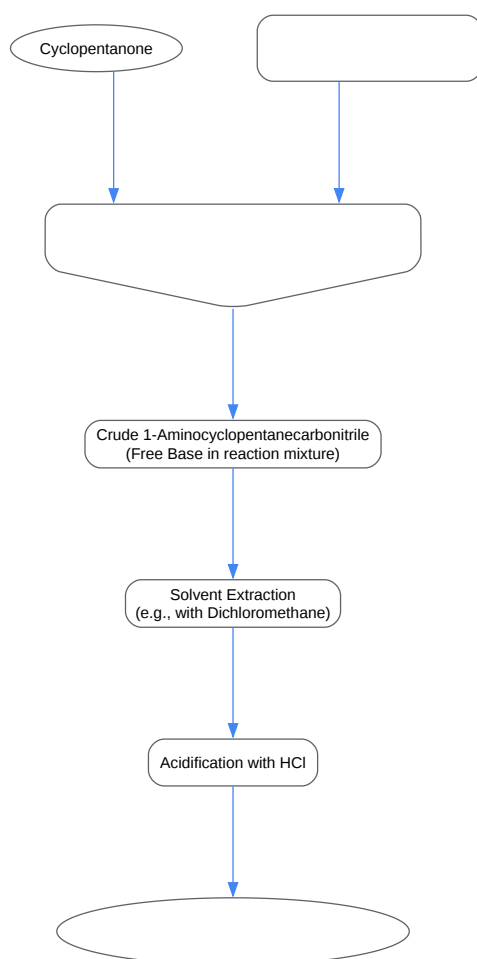 Cyclopentanone
Crude 1-Aminocyclopentanecarbonitrile
(Free Base in reaction mixture)
Solvent Extraction
(e.g., with Dichloromethane)
Acidification with HCl